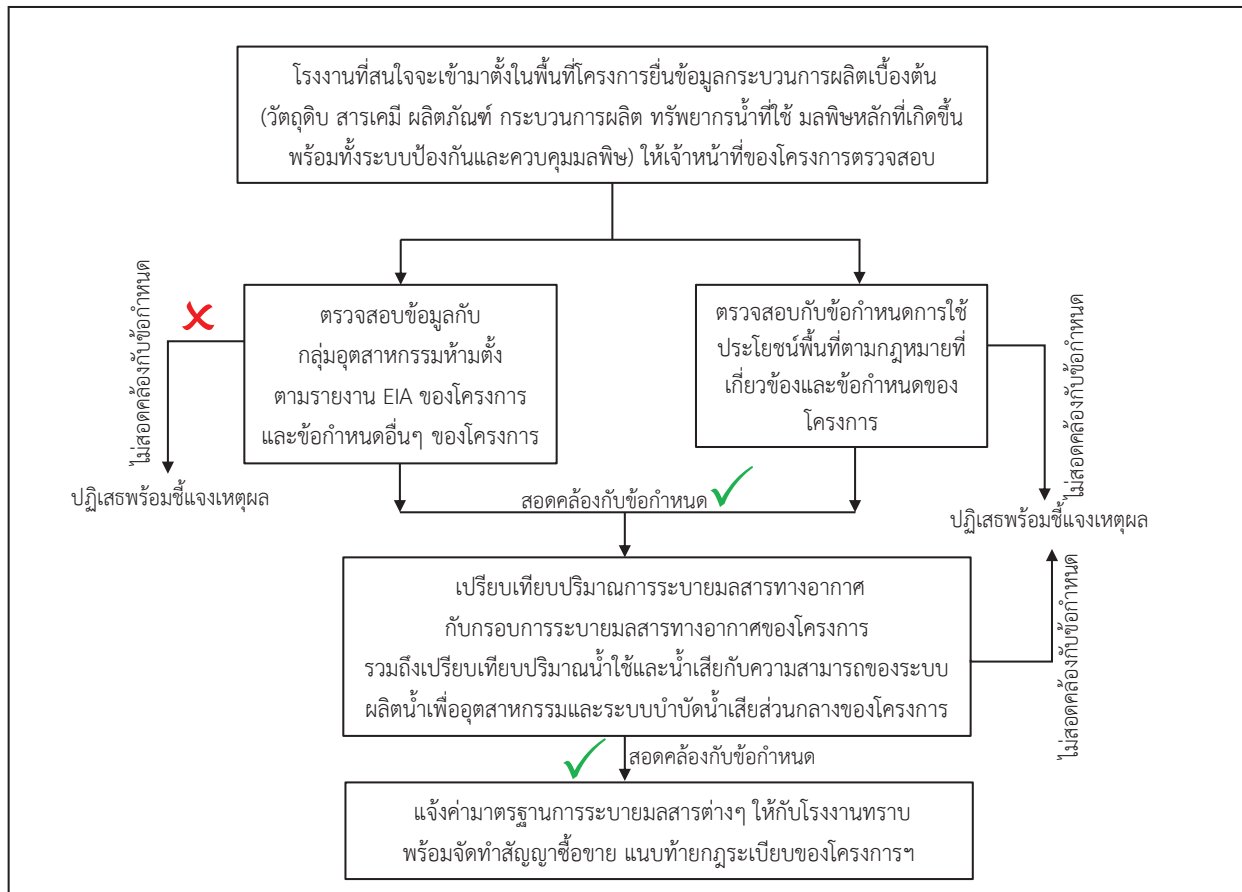 โรงงานที่สนใจจะเข้ามาตั้งในพื้นที่โครงการยื่นข้อมูลกระบวนการผลิตเบื้องต้น
(วัตถุดิบ สารเคมี ผลิตภัณฑ์ กระบวนการผลิต ทรัพยากรน้ำที่ใช้ มลพิษหลักที่เกิดขึ้น
พร้อมทั้งระบบป้องกันและควบคุมมลพิษ) ให้เจ้าหน้าที่ของโครงการตรวจสอบ
ไม่สอดคล้องกับข้อกำหนด
ตรวจสอบข้อมูลกับ
กลุ่มอุตสาหกรรมห้ามตั้ง
ตามรายงาน EIA ของโครงการ
และข้อกำหนดอื่นๆ ของโครงการ
ตรวจสอบกับข้อกำหนดการใช้
ประโยชน์พื้นที่ตามกฎหมายที่
เกี่ยวข้องและข้อกำหนดของ
โครงการ
ไม่สอดคล้องกับข้อกำหนด
ปฏิเสธพร้อมชี้แจงเหตุผล
สอดคล้องกับข้อกำหนด
ปฏิเสธพร้อมชี้แจงเหตุผล
เปรียบเทียบปริมาณการระบายมลสารทางอากาศ
กับกรอบการระบายมลสารทางอากาศของโครงการ
รวมถึงเปรียบเทียบปริมาณน้ำใช้และน้ำเสียกับความสามารถของระบบ
ผลิตน้ำเพื่ออุตสาหกรรมและระบบบำบัดน้ำเสียส่วนกลางของโครงการ
ไม่สอดคล้องกับข้อกำหนด
สอดคล้องกับข้อกำหนด
แจ้งค่ามาตรฐานการระบายมลสารต่างๆ ให้กับโรงงานทราบ
พร้อมจัดทำสัญญาซื้อขาย แนบท้ายกฎระเบียบของโครงการฯ